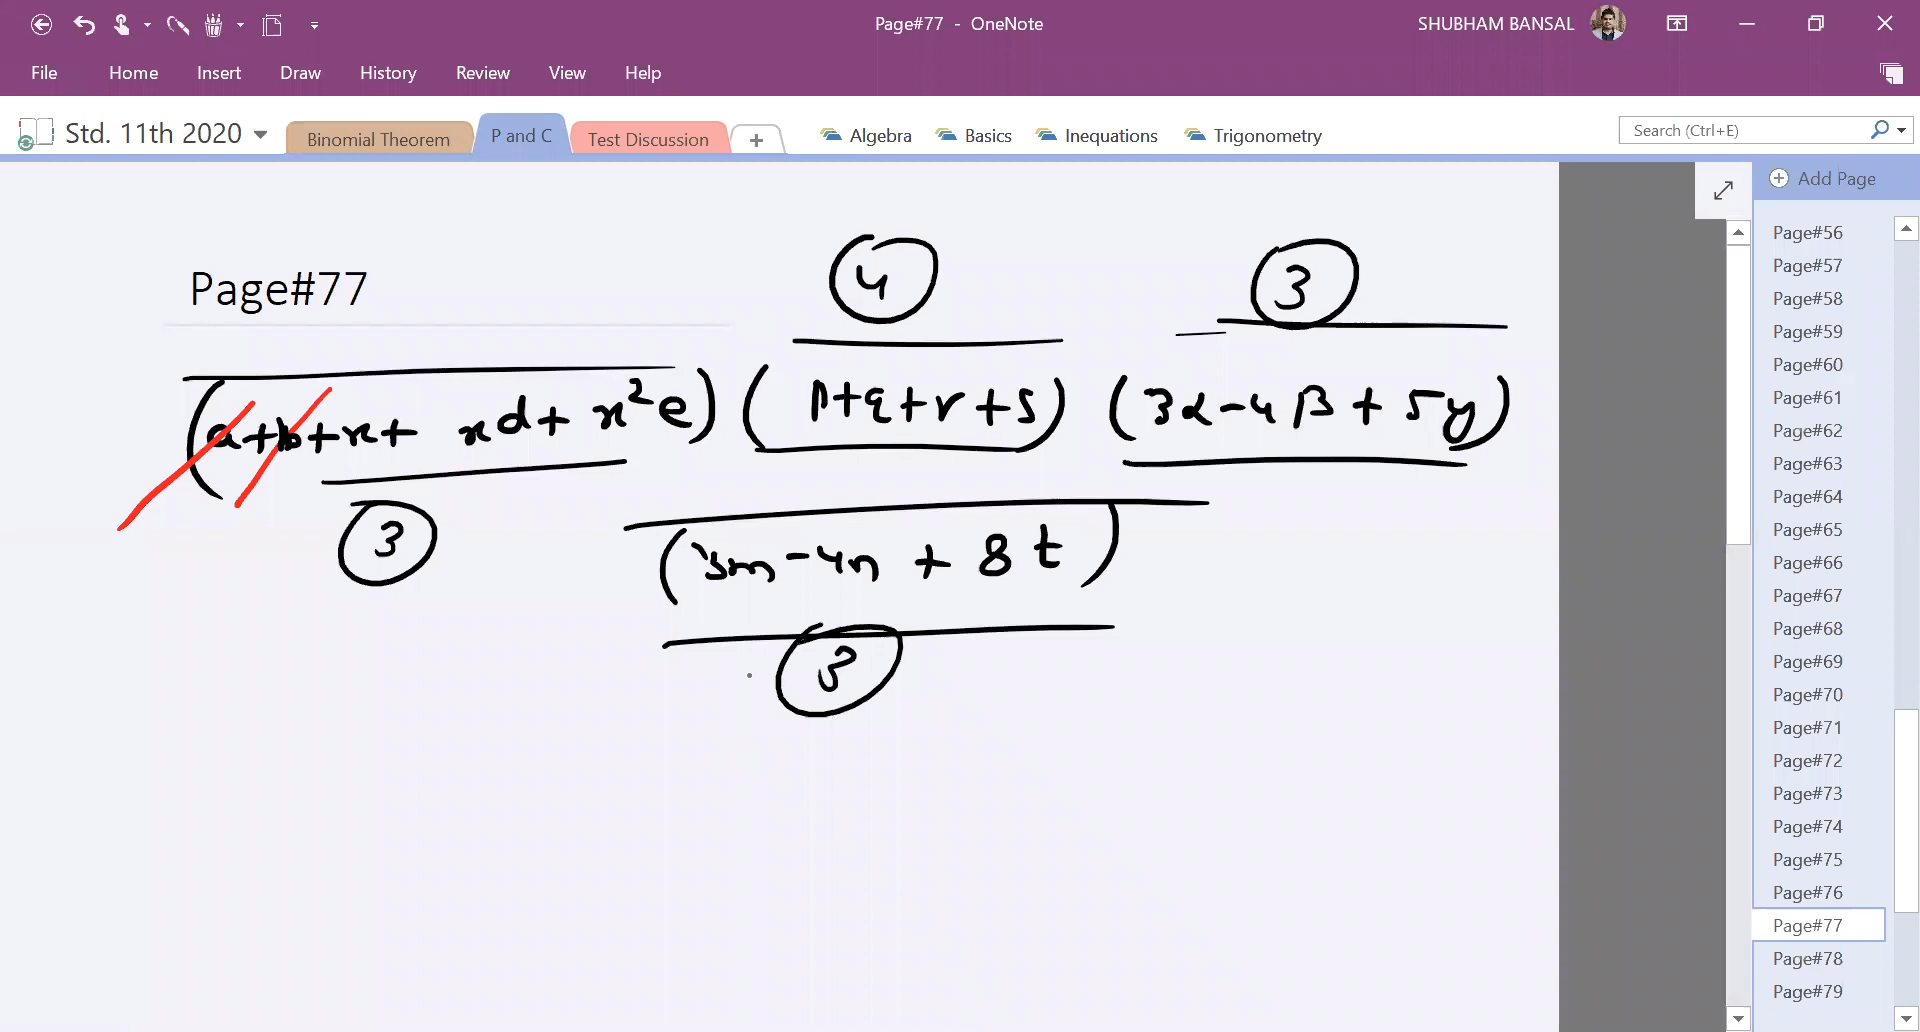 Page#77 - OneNote
SHUBHAM BANSAL
File Home Insert Draw History Review View Help
Std. 11th 2020
Binomial Theorem P and C Test Discussion + Algebra Basics Inequations Trigonometry
Search (Ctrl+E)
Add Page
Page#77
4
3
(a+b+x+ xd+ x²e) (p+q+r+s) (3α-4β+5y)
3
(3m-4n + 8t)
3
Page#56
Page#57
Page#58
Page#59
Page#60
Page#61
Page#62
Page#63
Page#64
Page#65
Page#66
Page#67
Page#68
Page#69
Page#70
Page#71
Page#72
Page#73
Page#74
Page#75
Page#76
Page#77
Page#78
Page#79